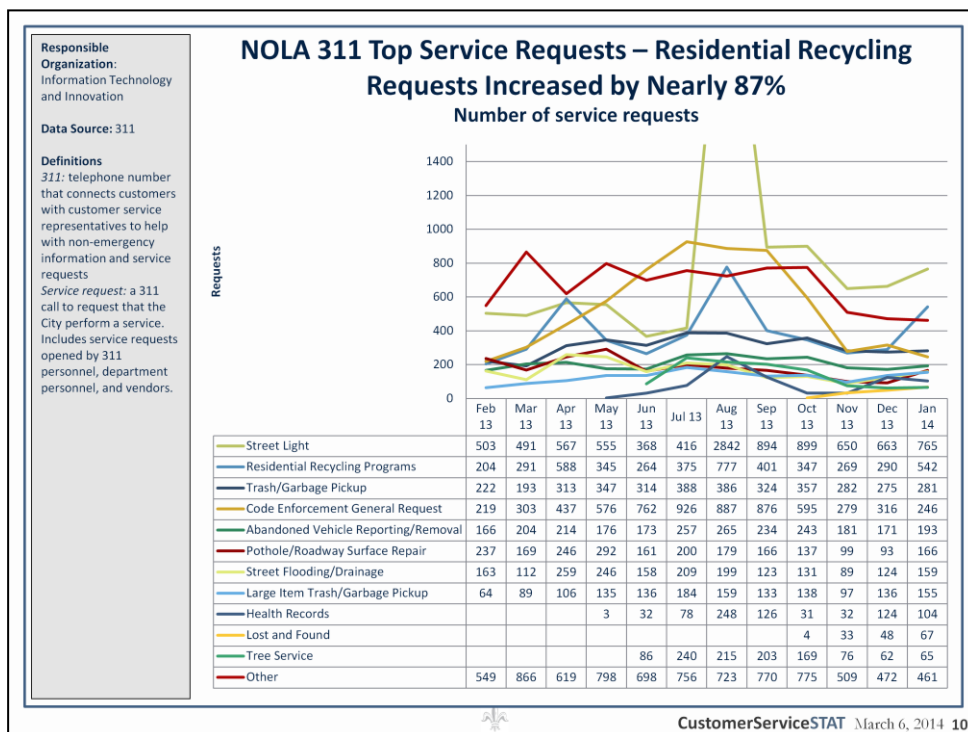 Responsible
Organization:
Information Technology
and Innovation
Data Source: 311
Definitions
311: telephone number
that connects customers
with customer service
representatives to help
with non-emergency
information and service
requests
Service request: a 311
call to request that the
City perform a service.
Includes service requests
opened by 311
personnel, department
personnel, and vendors.
NOLA 311 Top Service Requests – Residential Recycling
Requests Increased by Nearly 87%
Number of service requests
Requests
1400
1200
1000
800
600
400
200
0
Feb 13 Mar 13 Apr 13 May 13 Jun 13 Jul 13 Aug 13 Sep 13 Oct 13 Nov 13 Dec 13 Jan 14
Street Light 503 491 567 555 368 416 2842 894 899 650 663 765
Residential Recycling Programs 204 291 588 345 264 375 777 401 347 269 290 542
Trash/Garbage Pickup 222 193 313 347 314 388 386 324 357 282 275 281
Code Enforcement General Request 219 303 437 576 762 926 887 876 595 279 316 246
Abandoned Vehicle Reporting/Removal 166 204 214 176 173 257 265 234 243 181 171 193
Pothole/Roadway Surface Repair 237 169 246 292 161 200 179 166 137 99 93 166
Street Flooding/Drainage 163 112 259 246 158 209 199 123 131 89 124 159
Large Item Trash/Garbage Pickup 64 89 106 135 136 184 159 133 138 97 136 155
Health Records 3 32 78 248 126 31 32 124 104
Lost and Found 4 33 48 67
Tree Service 86 240 215 203 169 76 62 65
Other 549 866 619 798 698 756 723 770 775 509 472 461
CustomerServiceSTAT March 6, 2014 10